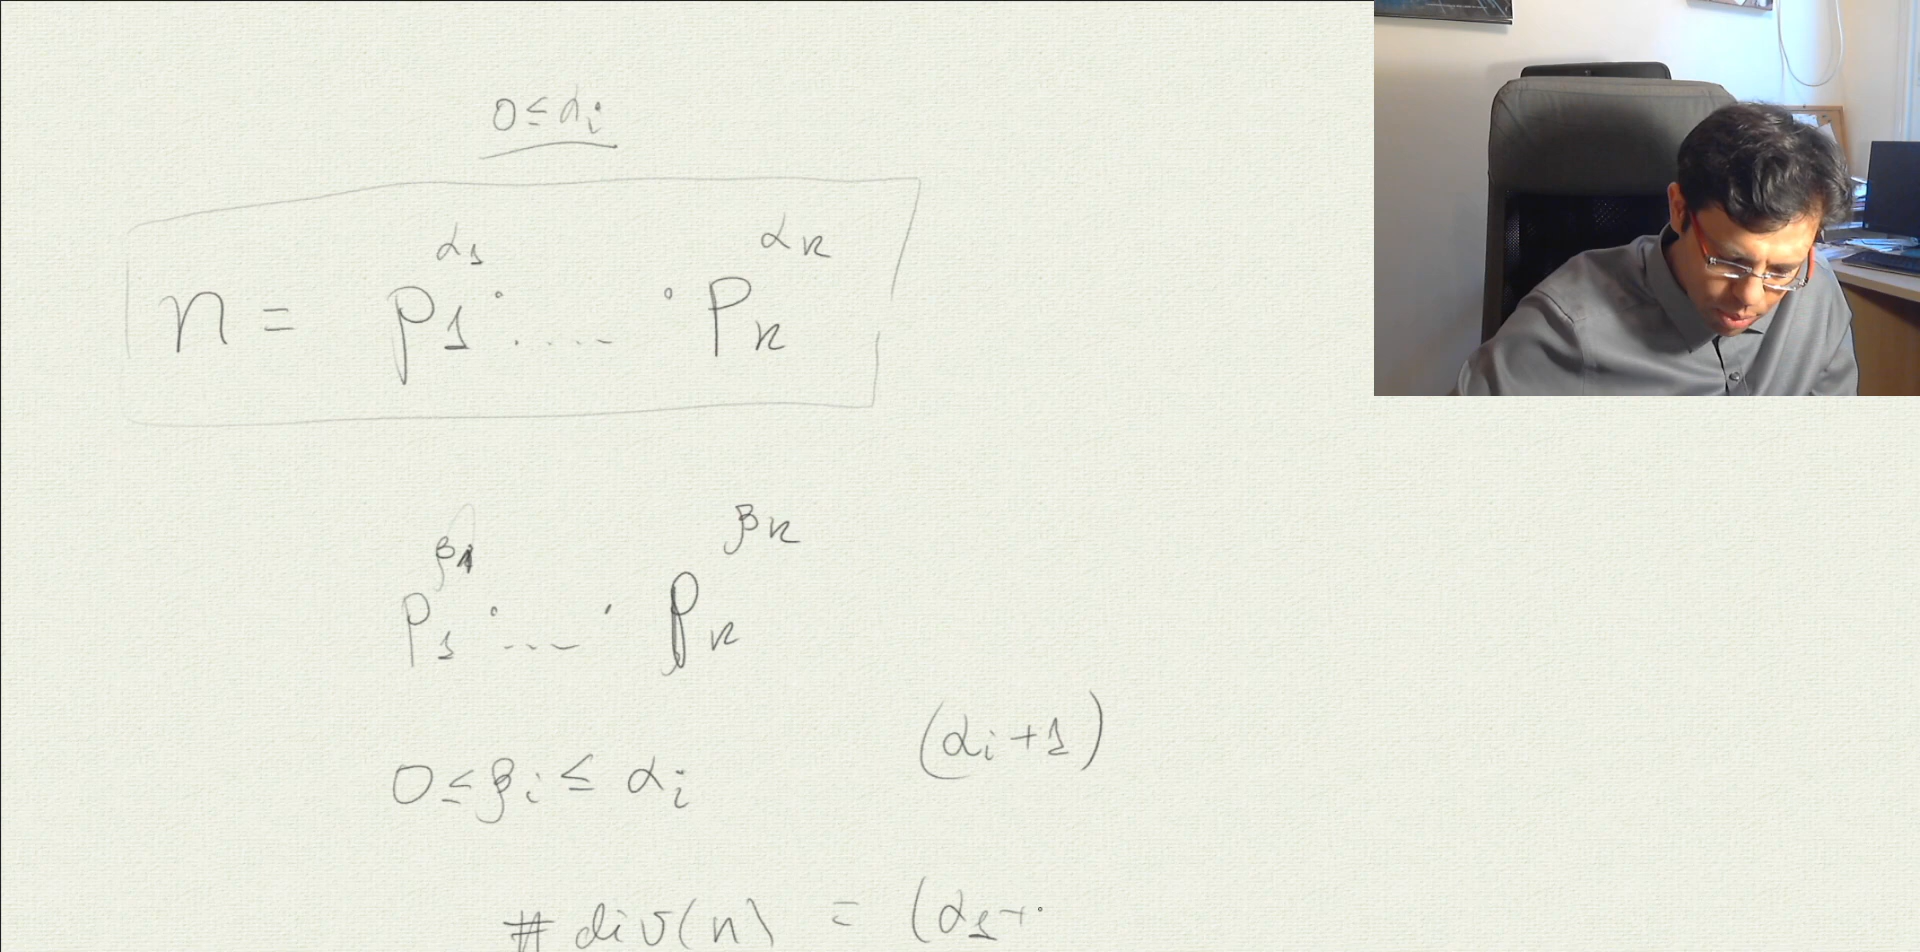 0 ≤ αi
n = p1^α1 · .... · pk^αk
p1^β1 · ... · pk^βk
(αi + 1)
0 ≤ βi ≤ αi
# div(n) = (α1 +